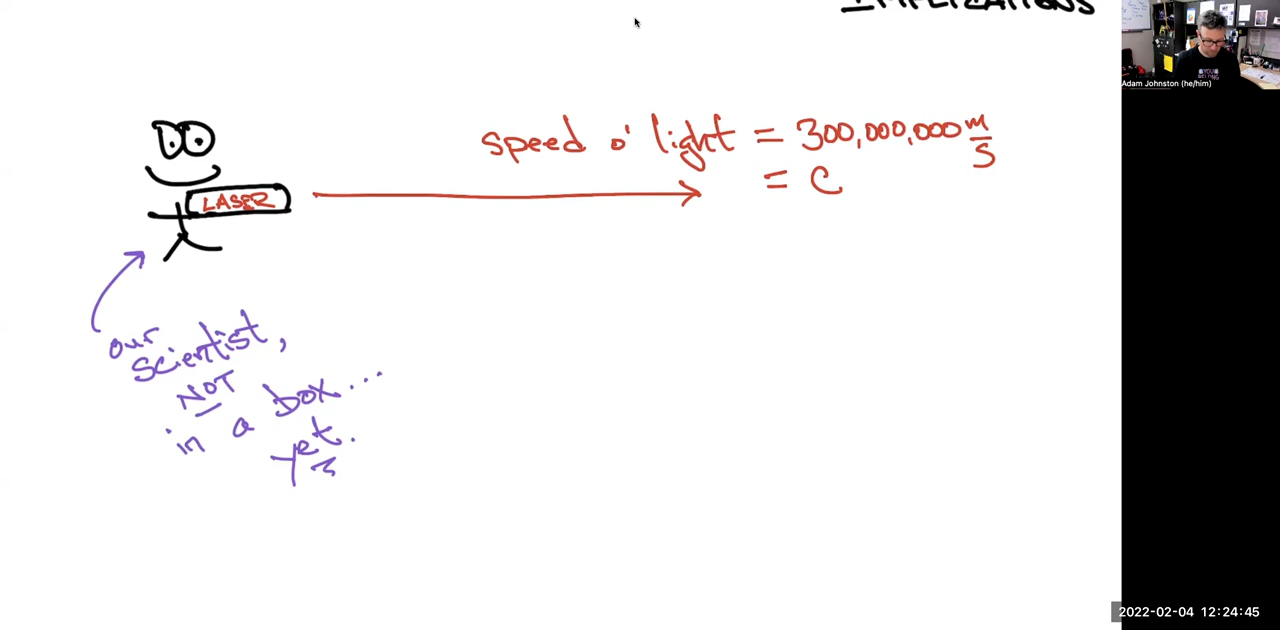 IMPLICATIONS
speed o' light = 300,000,000 m/s
= c
LASER
our
scientist,
NOT
in a box...
yet.
Adam Johnston (he/him)
2022-02-04 12:24:45